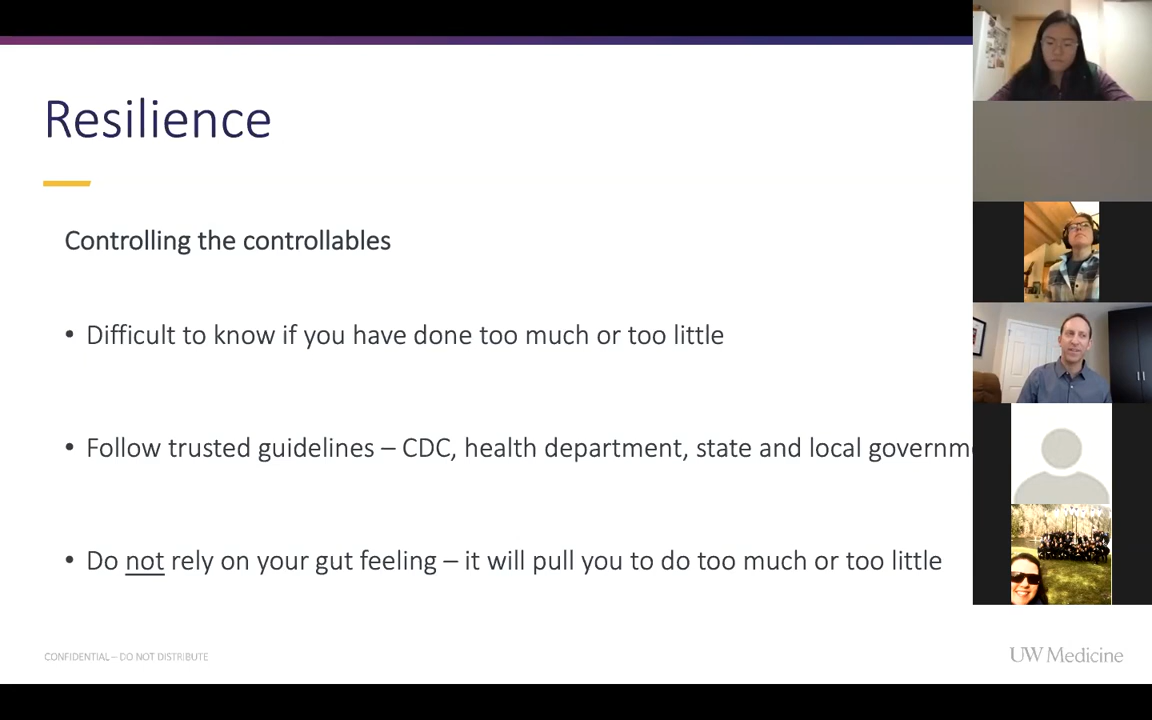 Resilience
Controlling the controllables
• Difficult to know if you have done too much or too little
• Follow trusted guidelines – CDC, health department, state and local governm
• Do not rely on your gut feeling – it will pull you to do too much or too little
CONFIDENTIAL – DO NOT DISTRIBUTE
UW Medicine